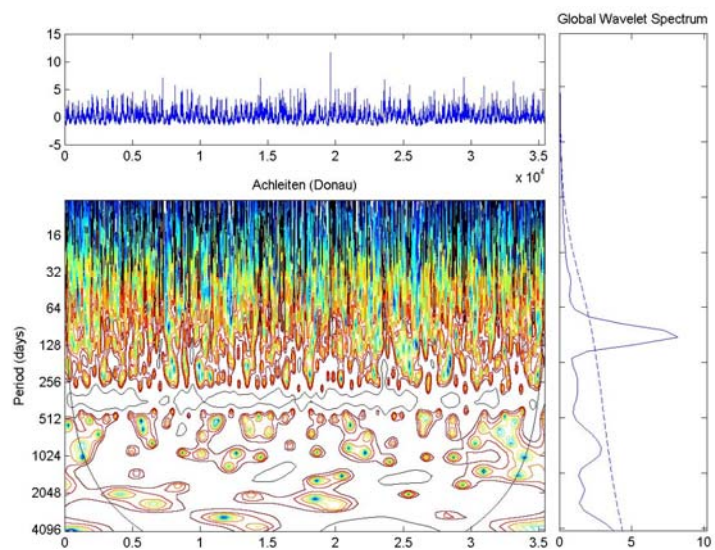 Global Wavelet Spectrum
15
10
5
0
-5
0 0.5 1 1.5 2 2.5 3 3.5
x 10⁴
Achleiten (Donau)
Period (days)
16
32
64
128
256
512
1024
2048
4096
0 0.5 1 1.5 2 2.5 3 3.5
0 5 10